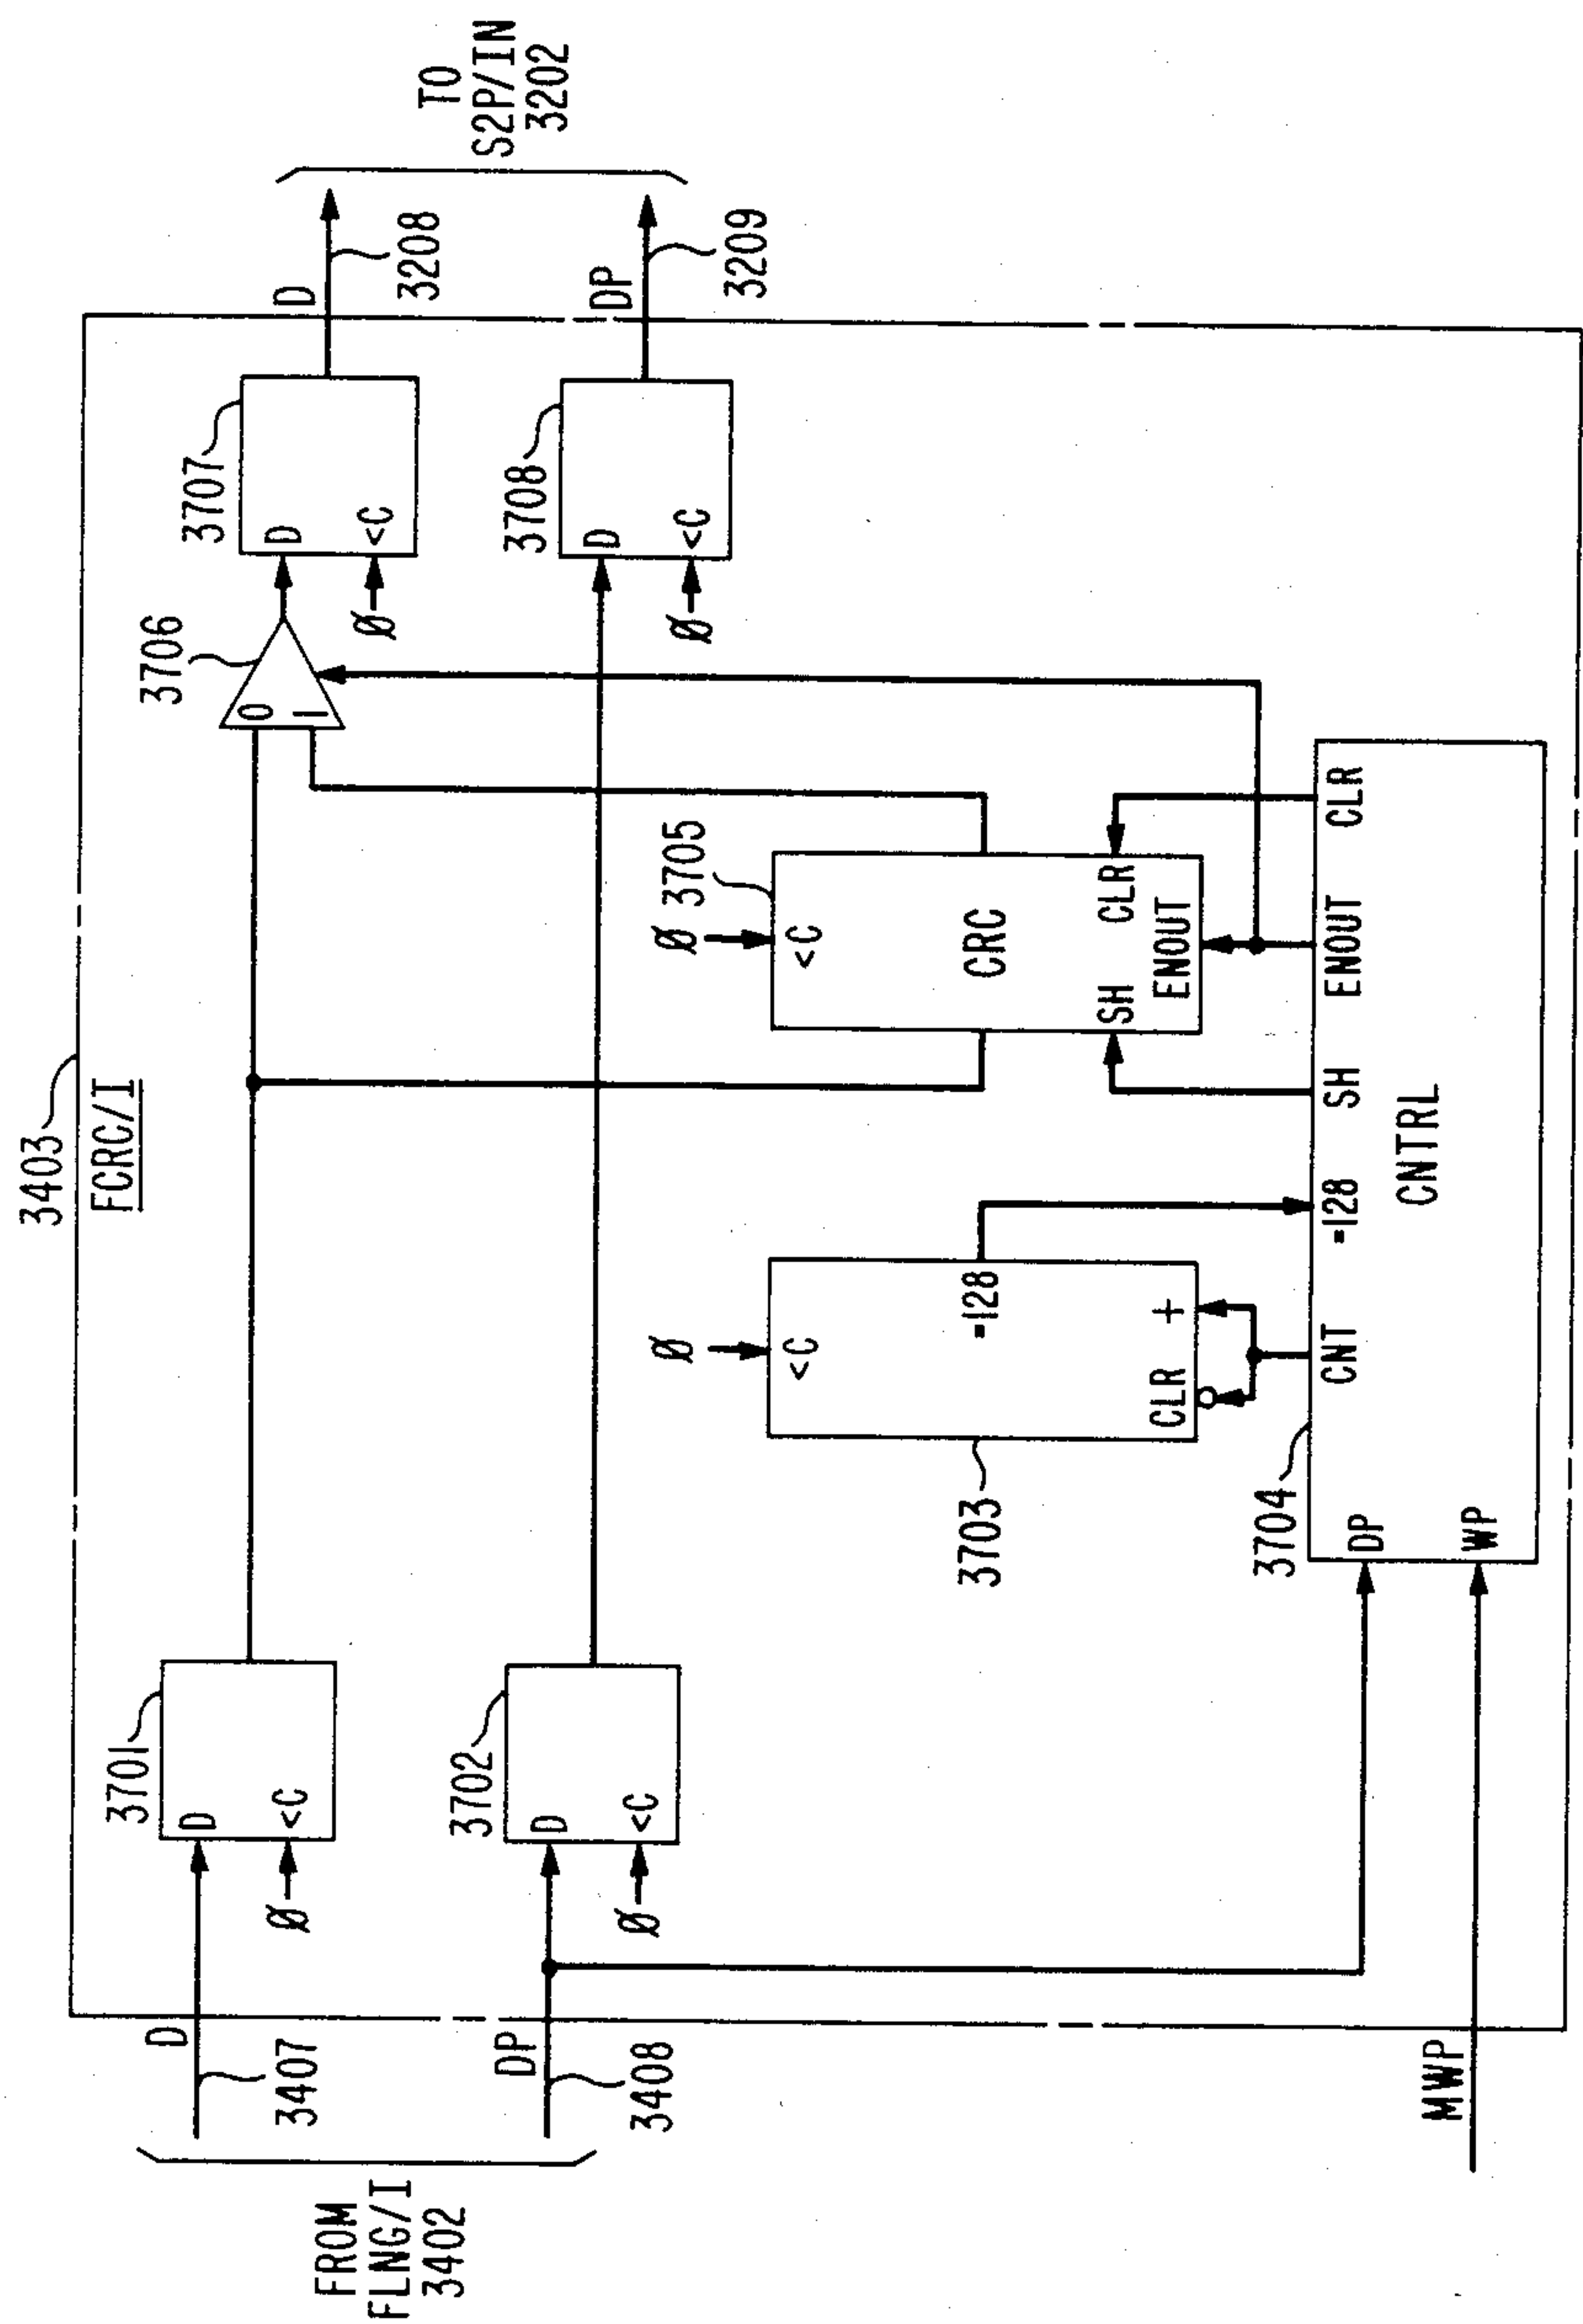 3403
FCRC/I
FROM
FLNG/I
3402
D
3407
DP
3408
MWP
3701
D
<C
Ø
3702
D
<C
Ø
3703
Ø
<C
=128
CLR
+
3704
DP
WP
CNT
=128
SH
ENOUT
CLR
CNTRL
3705
Ø
<C
CRC
SH
CLR
ENOUT
3706
0
1
3707
D
<C
Ø
3708
D
<C
Ø
D
3208
DP
3209
TO
S2P/IN
3202